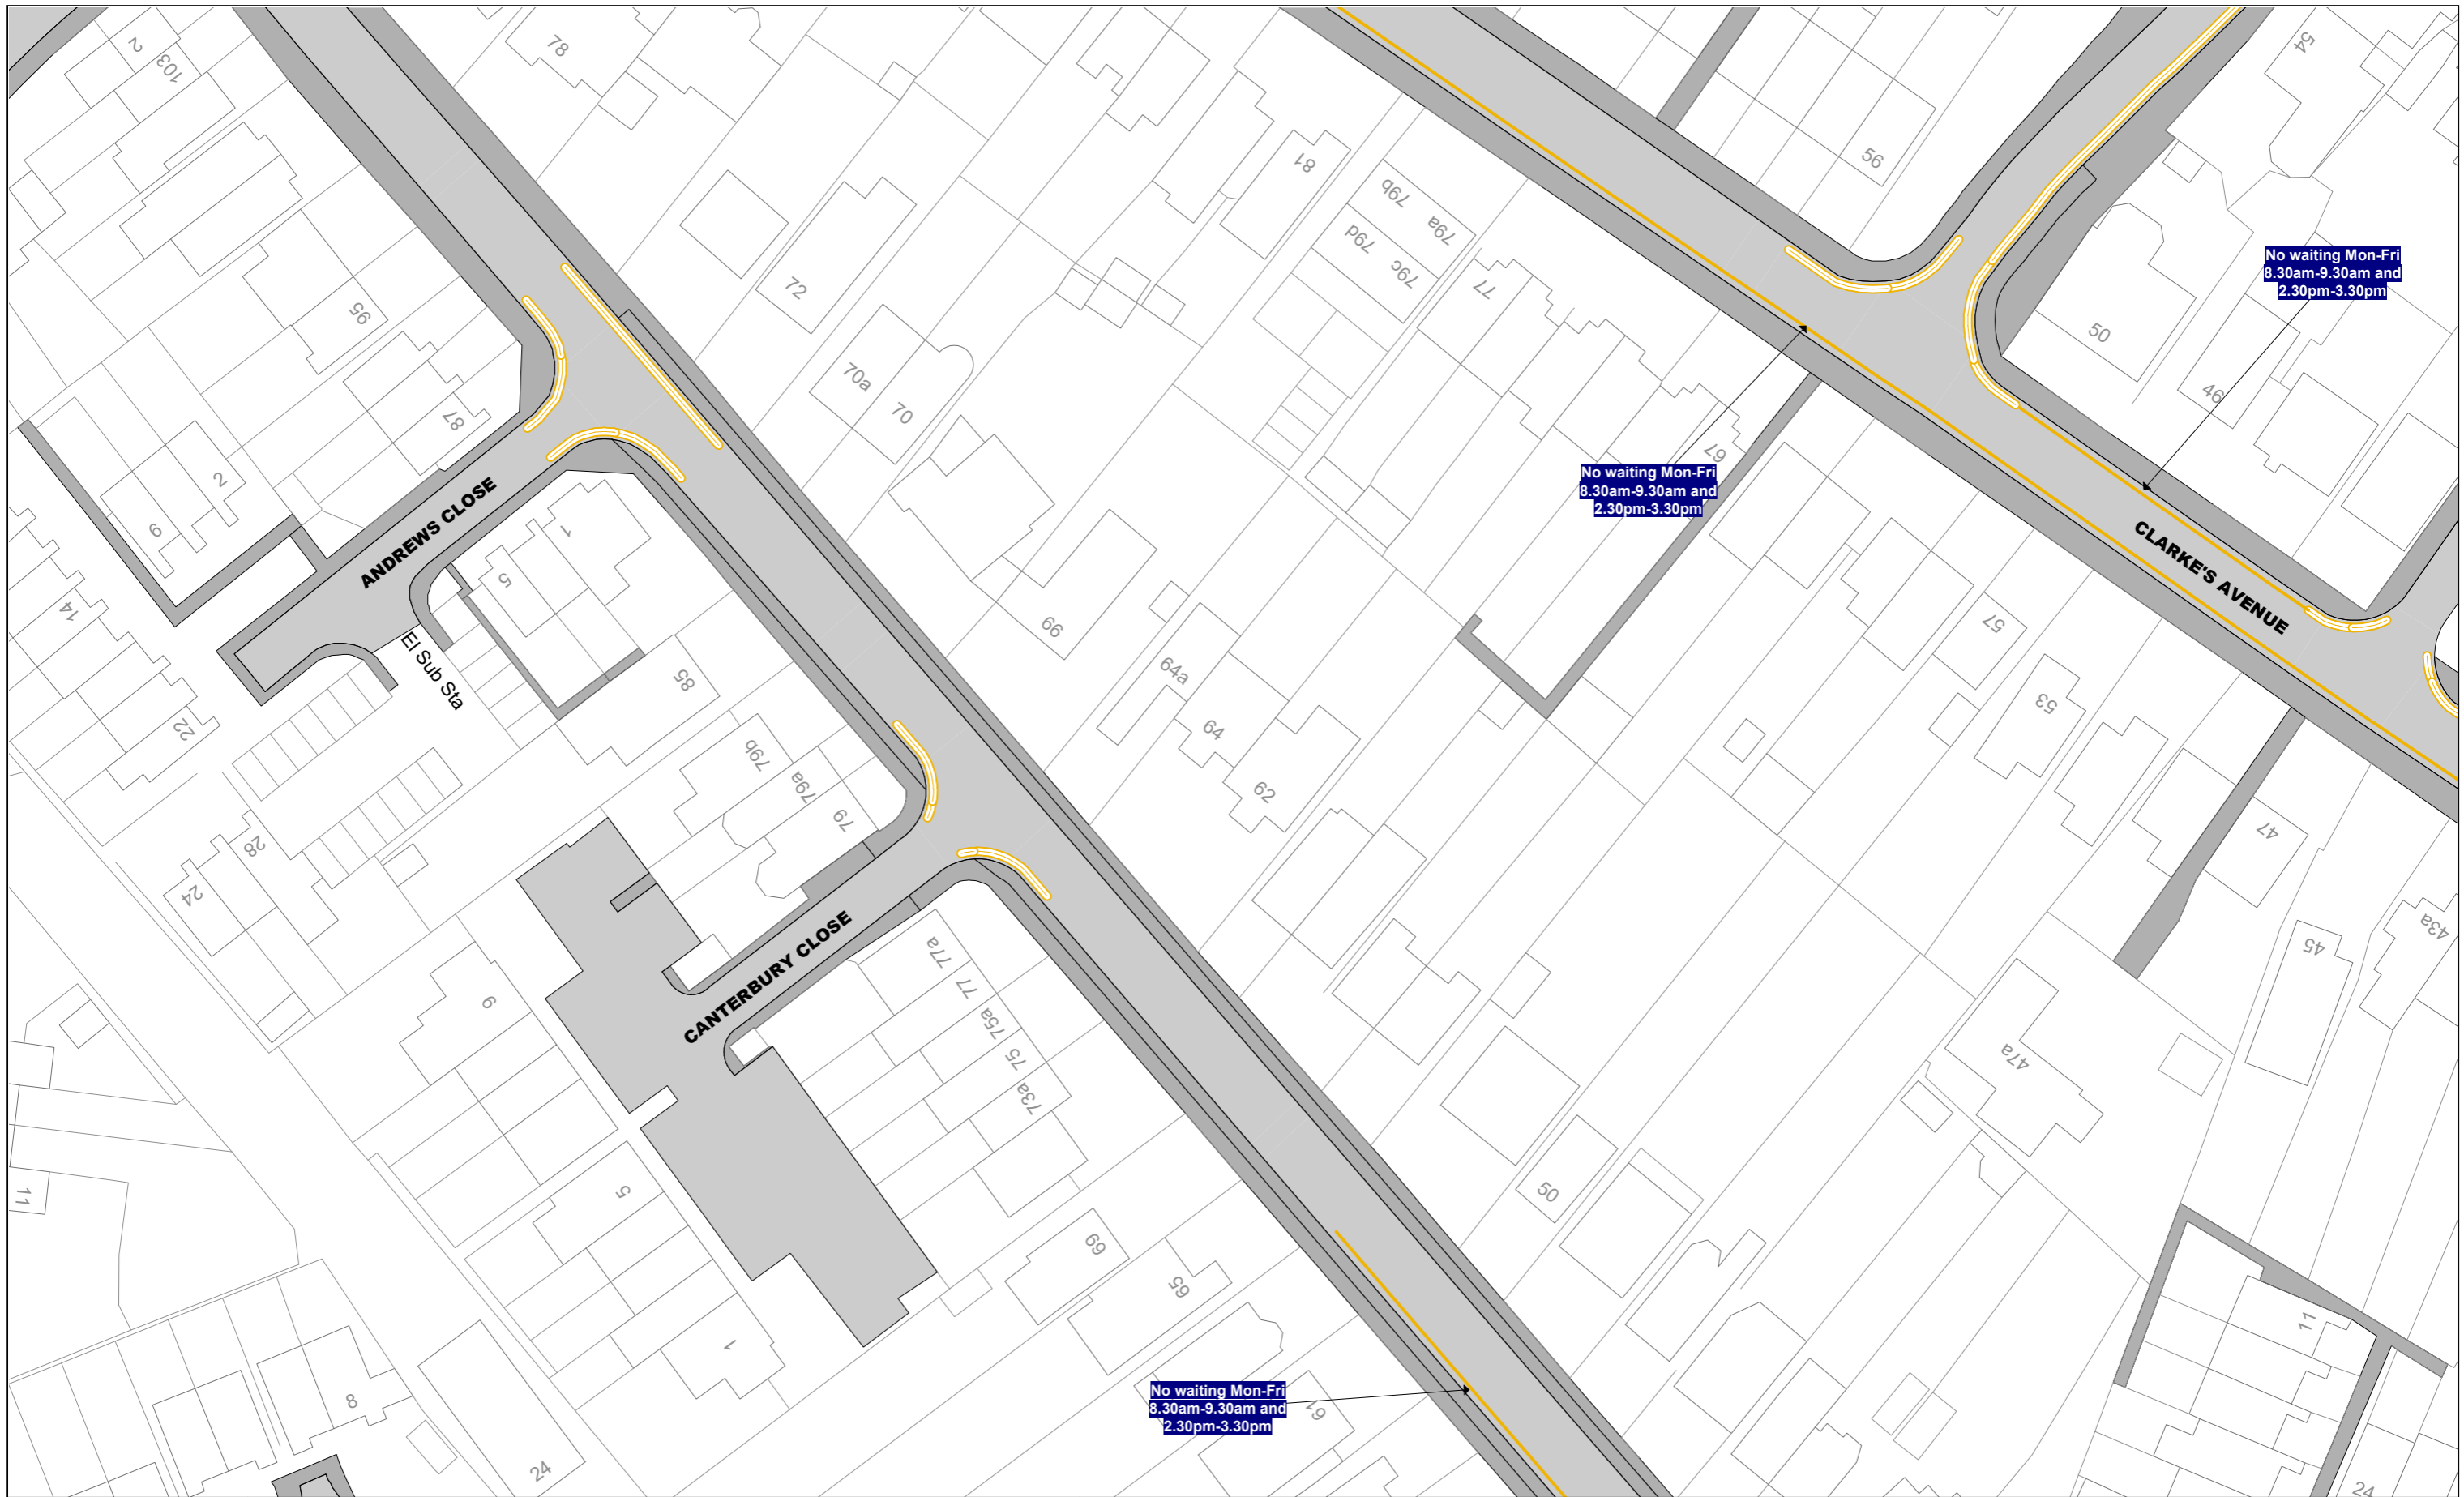 2
103
78
54
56
81
79b
79a
79d
79c
77
No waiting Mon-Fri
8.30am-9.30am and
2.30pm-3.30pm
72
95
50
46
70a
70
87
67
No waiting Mon-Fri
8.30am-9.30am and
2.30pm-3.30pm
2
6
ANDREWS CLOSE
1
5
CLARKE'S AVENUE
14
66
57
El Sub Sta
85
64a
22
64
53
79b
79a
62
79
47
28
24
43a
45
CANTERBURY CLOSE
77a
9
77
75a
75
47a
73a
11
5
50
69
65
11
1
No waiting Mon-Fri
8.30am-9.30am and
2.30pm-3.30pm
61
8
24
24